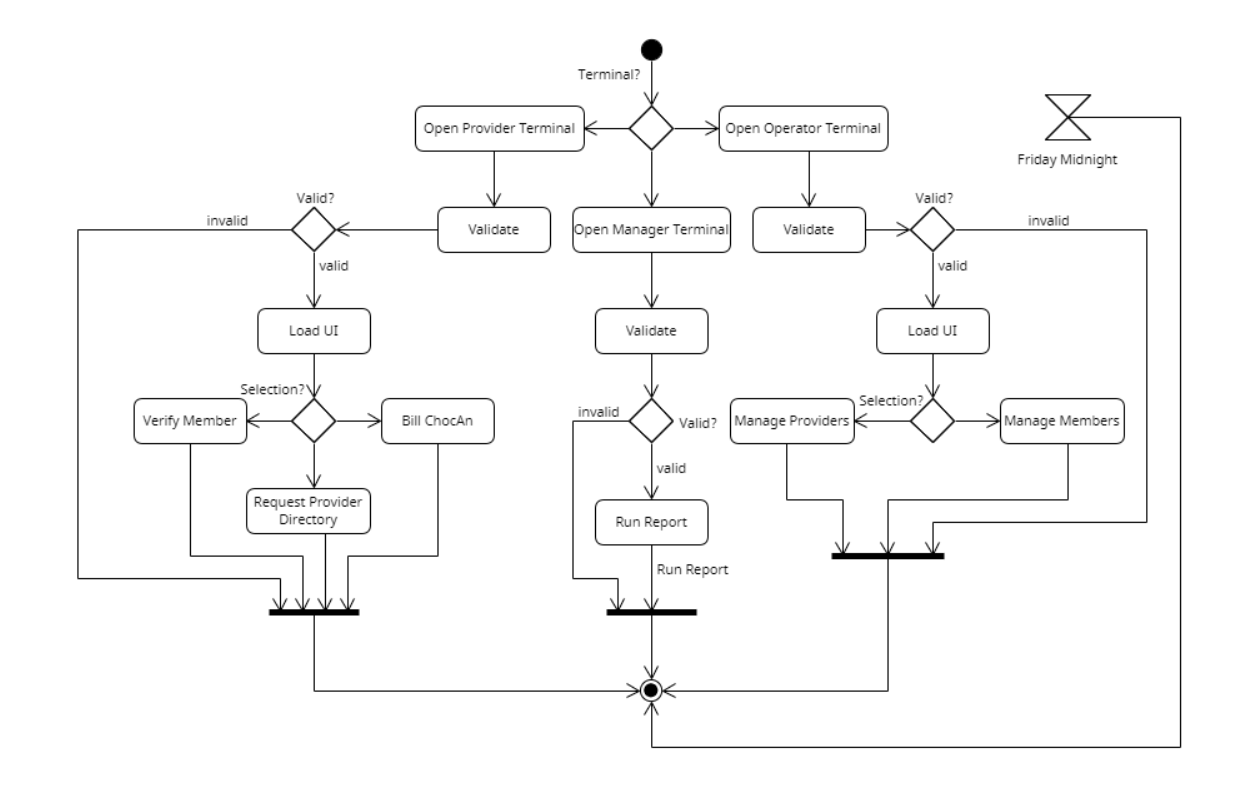 Terminal?
Open Provider Terminal
Open Operator Terminal
Friday Midnight
Valid?
invalid
Validate
Open Manager Terminal
Validate
Valid?
invalid
valid
valid
Load UI
Validate
Load UI
Selection?
Verify Member
Bill ChocAn
invalid
Valid?
Selection?
Manage Providers
Manage Members
valid
Request Provider
Directory
Run Report
Run Report